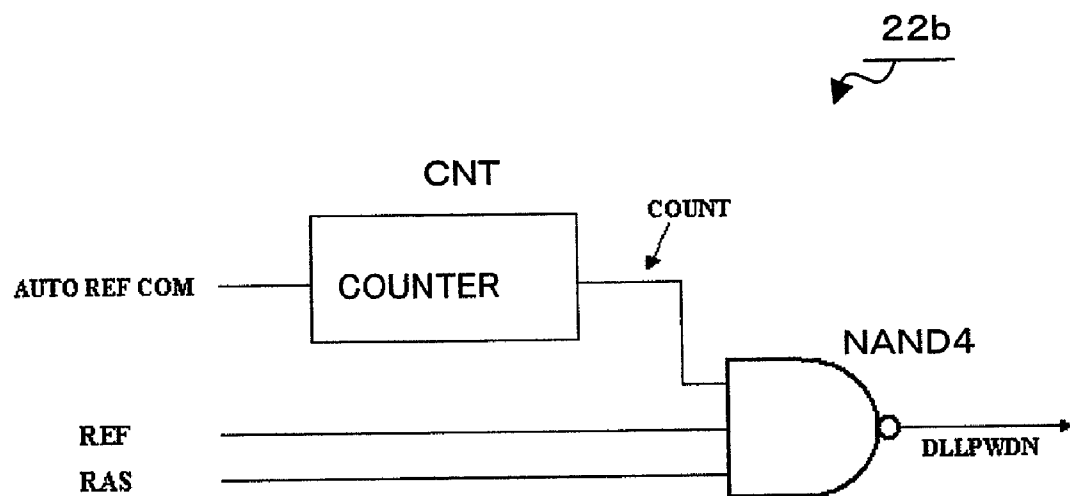 22b
CNT
COUNT
AUTO REF COM
COUNTER
NAND4
REF
DLLPWDN
RAS